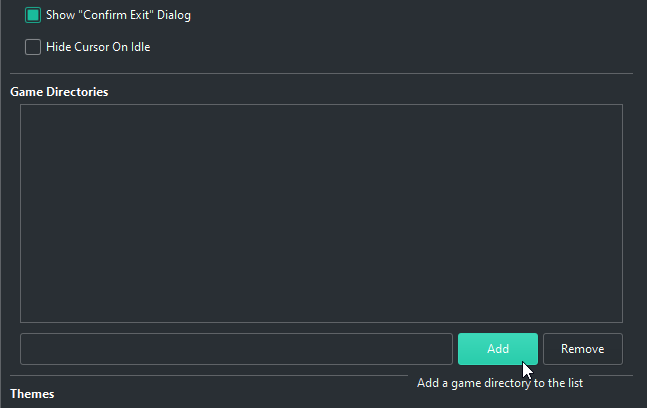 Show "Confirm Exit" Dialog
Hide Cursor On Idle
Game Directories
Add
Remove
Add a game directory to the list
Themes